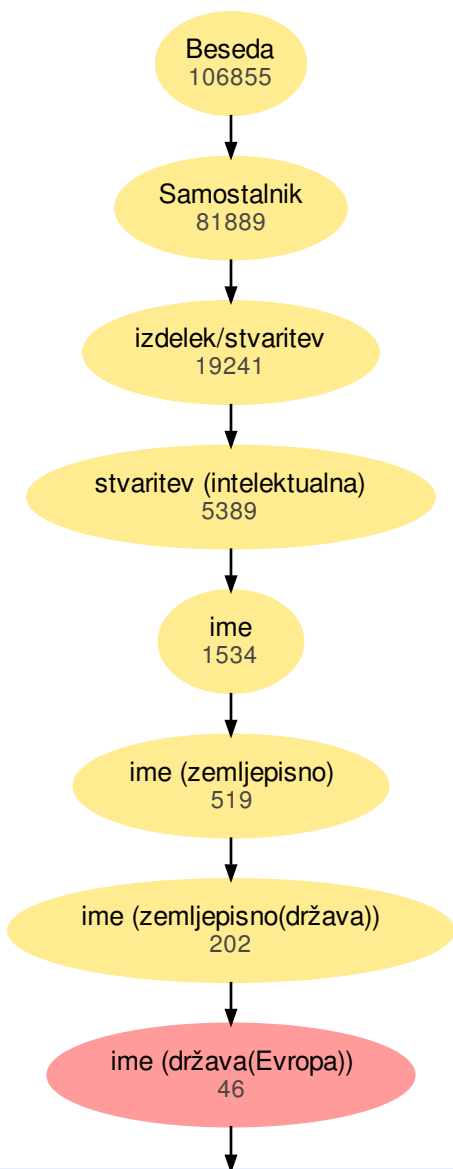 Beseda
106855
Samostalnik
81889
izdelek/stvaritev
19241
stvaritev (intelektualna)
5389
ime
1534
ime (zemljepisno)
519
ime (zemljepisno(država))
202
ime (država(Evropa))
46